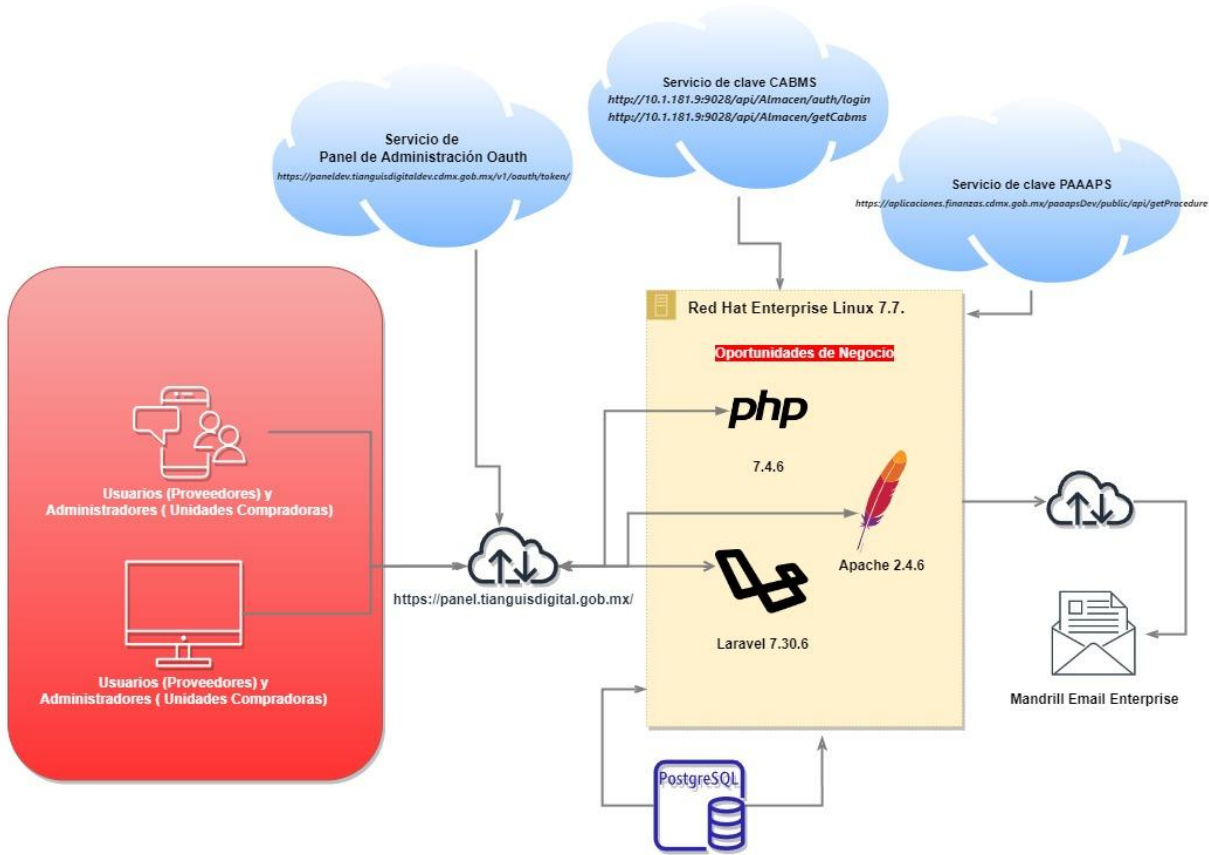 Servicio de
Panel de Administración Oauth
https://paneldev.tianguisdigitaldev.cdmx.gob.mx/v1/oauth/token/
Servicio de clave CABMS
http://10.1.181.9:9028/api/Almacen/auth/login
http://10.1.181.9:9028/api/Almacen/getCabms
Servicio de clave PAAAPS
https://aplicaciones.finanzas.cdmx.gob.mx/paaapsDev/public/api/getProcedure
Usuarios (Proveedores) y
Administradores ( Unidades Compradoras)
Usuarios (Proveedores) y
Administradores ( Unidades Compradoras)
https://panel.tianguisdigital.gob.mx/
Red Hat Enterprise Linux 7.7.
Oportunidades de Negocio
php
7.4.6
Apache 2.4.6
Laravel 7.30.6
Mandrill Email Enterprise
PostgreSQL